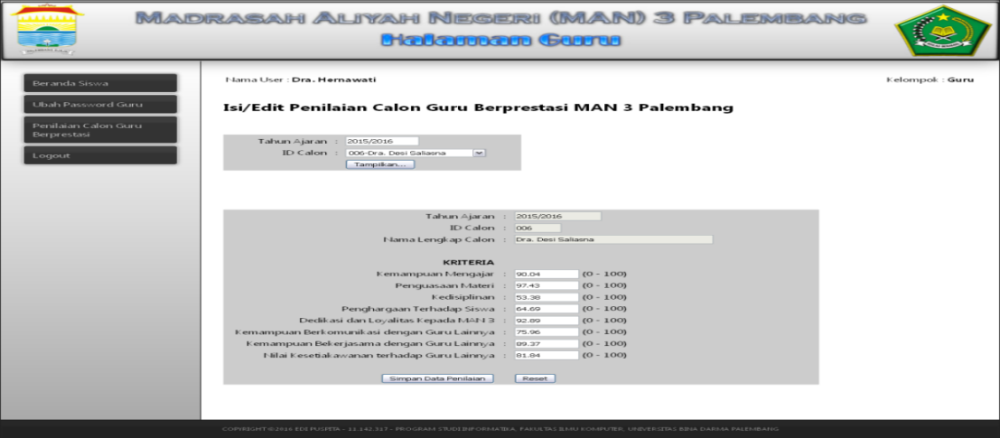 MADRASAH ALIYAH NEGERI (MAN) 3 PALEMBANG
Halaman Guru
Beranda Siswa
Ubah Password Guru
Penilaian Calon Guru
Berprestasi
Logout
Nama User : Dra. Hernawati
Kelompok : Guru
Isi/Edit Penilaian Calon Guru Berprestasi MAN 3 Palembang
Tahun Ajaran : 2015/2016
ID Calon : 006-Dra. Desi Saliasna
Tampilkan...
Tahun Ajaran : 2015/2016
ID Calon : 006
Nama Lengkap Calon : Dra. Desi Saliasna
KRITERIA
Kemampuan Mengajar : 90.04 (0 - 100)
Penguasaan Materi : 97.43 (0 - 100)
Kedisiplinan : 53.38 (0 - 100)
Penghargaan Terhadap Siswa : 64.69 (0 - 100)
Dedikasi dan Loyalitas Kepada MAN 3 : 92.89 (0 - 100)
Kemampuan Berkomunikasi dengan Guru Lainnya : 75.96 (0 - 100)
Kemampuan Bekerjasama dengan Guru Lainnya : 89.37 (0 - 100)
Nilai Kesetiakawanan terhadap Guru Lainnya : 81.84 (0 - 100)
Simpan Data Penilaian
Reset
COPYRIGHT ©2016 EDI PUSPITA - 11.142.317 - PROGRAM STUDI INFORMATIKA, FAKULTAS ILMU KOMPUTER, UNIVERSITAS BINA DARMA PALEMBANG